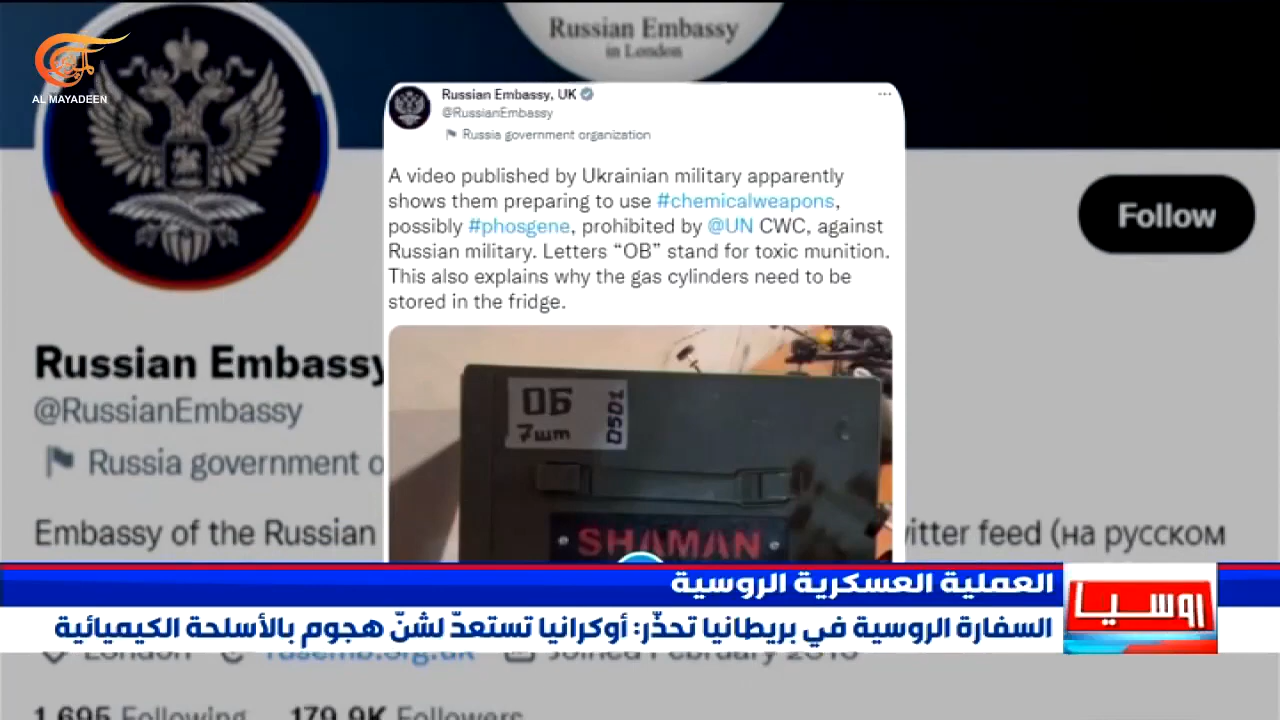 AL MAYADEEN
Russian Embassy
in London
Russian Embassy, UK
@RussianEmbassy
Russia government organization
A video published by Ukrainian military apparently
shows them preparing to use #chemicalweapons,
possibly #phosgene, prohibited by @UN CWC, against
Russian military. Letters “OB” stand for toxic munition.
This also explains why the gas cylinders need to be
stored in the fridge.
Follow
ОБ
7шт
0501
SHAMAN
Russian Embassy
@RussianEmbassy
Russia government
Embassy of the Russian
feed (на русском
العملية العسكرية الروسية
السفارة الروسية في بريطانيا تحذّر: أوكرانيا تستعدّ لشنّ هجوم بالأسلحة الكيميائية
روسيا
London
rusemb.org.uk
Joined February
1,695 Following
179.9K Followers